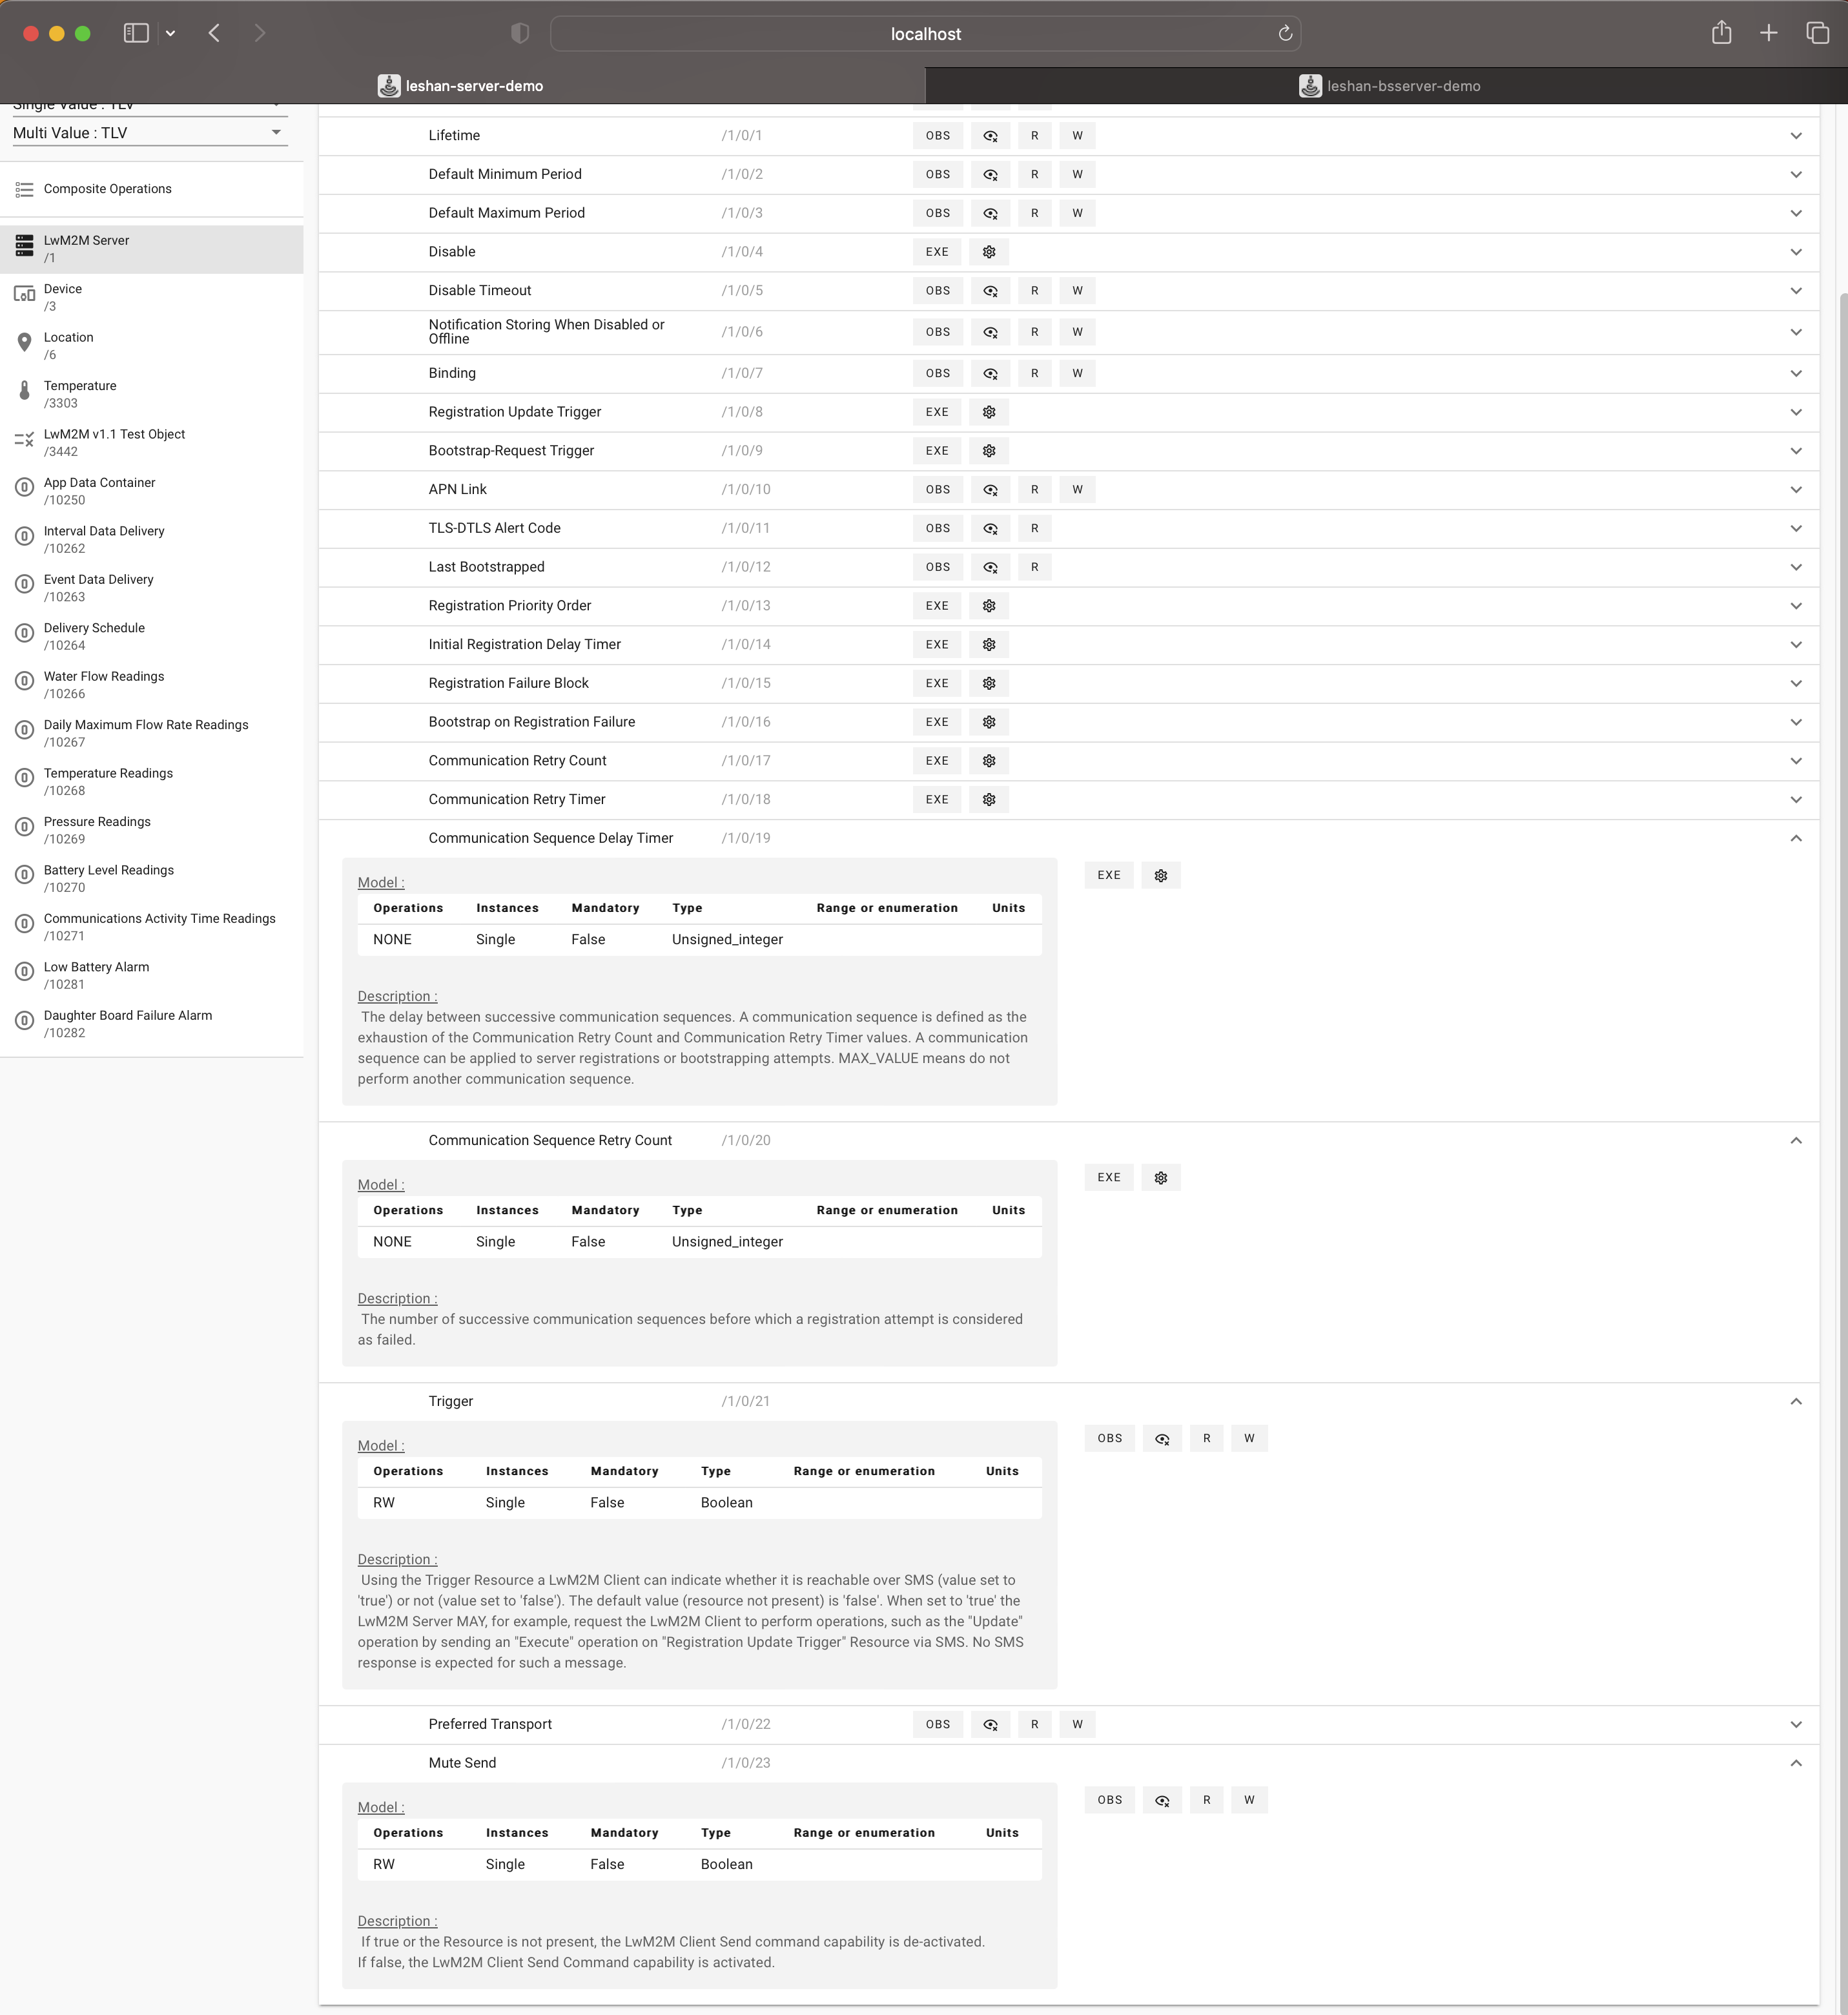 localhost
leshan-server-demo
leshan-bsserver-demo
Single Value : TLV
Multi Value : TLV
Composite Operations
LwM2M Server
/1
Device
/3
Location
/6
Temperature
/3303
LwM2M v1.1 Test Object
/3442
App Data Container
/10250
Interval Data Delivery
/10262
Event Data Delivery
/10263
Delivery Schedule
/10264
Water Flow Readings
/10266
Daily Maximum Flow Rate Readings
/10267
Temperature Readings
/10268
Pressure Readings
/10269
Battery Level Readings
/10270
Communications Activity Time Readings
/10271
Low Battery Alarm
/10281
Daughter Board Failure Alarm
/10282
Lifetime /1/0/1 OBS R W
Default Minimum Period /1/0/2 OBS R W
Default Maximum Period /1/0/3 OBS R W
Disable /1/0/4 EXE
Disable Timeout /1/0/5 OBS R W
Notification Storing When Disabled or
Offline /1/0/6 OBS R W
Binding /1/0/7 OBS R W
Registration Update Trigger /1/0/8 EXE
Bootstrap-Request Trigger /1/0/9 EXE
APN Link /1/0/10 OBS R W
TLS-DTLS Alert Code /1/0/11 OBS R
Last Bootstrapped /1/0/12 OBS R
Registration Priority Order /1/0/13 EXE
Initial Registration Delay Timer /1/0/14 EXE
Registration Failure Block /1/0/15 EXE
Bootstrap on Registration Failure /1/0/16 EXE
Communication Retry Count /1/0/17 EXE
Communication Retry Timer /1/0/18 EXE
Communication Sequence Delay Timer /1/0/19
EXE
Model :
Operations Instances Mandatory Type Range or enumeration Units
NONE Single False Unsigned_integer
Description :
The delay between successive communication sequences. A communication sequence is defined as the
exhaustion of the Communication Retry Count and Communication Retry Timer values. A communication
sequence can be applied to server registrations or bootstrapping attempts. MAX_VALUE means do not
perform another communication sequence.
Communication Sequence Retry Count /1/0/20
EXE
Model :
Operations Instances Mandatory Type Range or enumeration Units
NONE Single False Unsigned_integer
Description :
The number of successive communication sequences before which a registration attempt is considered
as failed.
Trigger /1/0/21
OBS R W
Model :
Operations Instances Mandatory Type Range or enumeration Units
RW Single False Boolean
Description :
Using the Trigger Resource a LwM2M Client can indicate whether it is reachable over SMS (value set to
'true') or not (value set to 'false'). The default value (resource not present) is 'false'. When set to 'true' the
LwM2M Server MAY, for example, request the LwM2M Client to perform operations, such as the "Update"
operation by sending an "Execute" operation on "Registration Update Trigger" Resource via SMS. No SMS
response is expected for such a message.
Preferred Transport /1/0/22 OBS R W
Mute Send /1/0/23
OBS R W
Model :
Operations Instances Mandatory Type Range or enumeration Units
RW Single False Boolean
Description :
If true or the Resource is not present, the LwM2M Client Send command capability is de-activated.
If false, the LwM2M Client Send Command capability is activated.